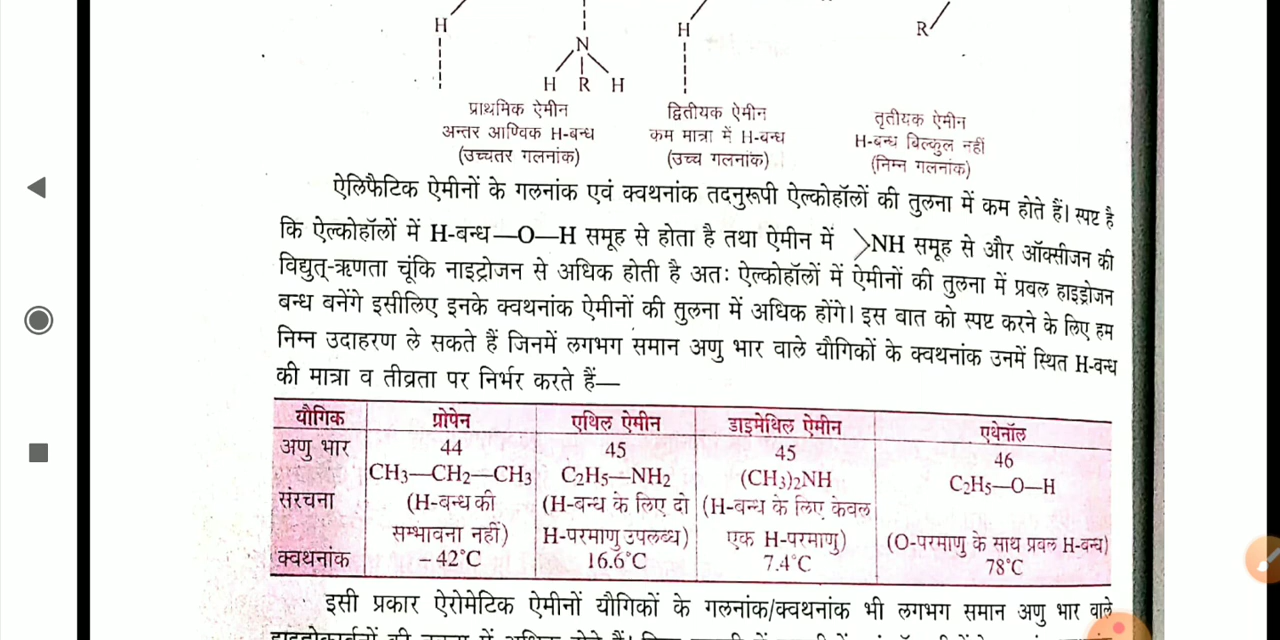 H
N
H R H
H
R
प्राथमिक ऐमीन
अन्तर आण्विक H-बन्ध
(उच्चतर गलनांक)
द्वितीयक ऐमीन
कम मात्रा में H-बन्ध
(उच्च गलनांक)
तृतीयक ऐमीन
H-बन्ध बिल्कुल नहीं
(निम्न गलनांक)
ऐलिफैटिक ऐमीनों के गलनांक एवं क्वथनांक तदनुरूपी ऐल्कोहॉलों की तुलना में कम होते हैं। स्पष्ट है
कि ऐल्कोहॉलों में H-बन्ध—O—H समूह से होता है तथा ऐमीन में >NH समूह से और ऑक्सीजन की
विद्युत्-ऋणता चूंकि नाइट्रोजन से अधिक होती है अतः ऐल्कोहॉलों में ऐमीनों की तुलना में प्रबल हाइड्रोजन
बन्ध बनेंगे इसीलिए इनके क्वथनांक ऐमीनों की तुलना में अधिक होंगे। इस बात को स्पष्ट करने के लिए हम
निम्न उदाहरण ले सकते हैं जिनमें लगभग समान अणु भार वाले यौगिकों के क्वथनांक उनमें स्थित H-बन्ध
की मात्रा व तीव्रता पर निर्भर करते हैं—
यौगिक प्रोपेन एथिल ऐमीन डाइमेथिल ऐमीन एथेनॉल
अणु भार 44 45 45 46
CH3—CH2—CH3 C2H5—NH2 (CH3)2NH C2H5—O—H
संरचना (H-बन्ध की (H-बन्ध के लिए दो (H-बन्ध के लिए केवल
सम्भावना नहीं) H-परमाणु उपलब्ध) एक H-परमाणु) (O-परमाणु के साथ प्रबल H-बन्ध)
क्वथनांक – 42°C 16.6°C 7.4°C 78°C
इसी प्रकार ऐरोमेटिक ऐमीनों यौगिकों के गलनांक/क्वथनांक भी लगभग समान अणु भार वाले